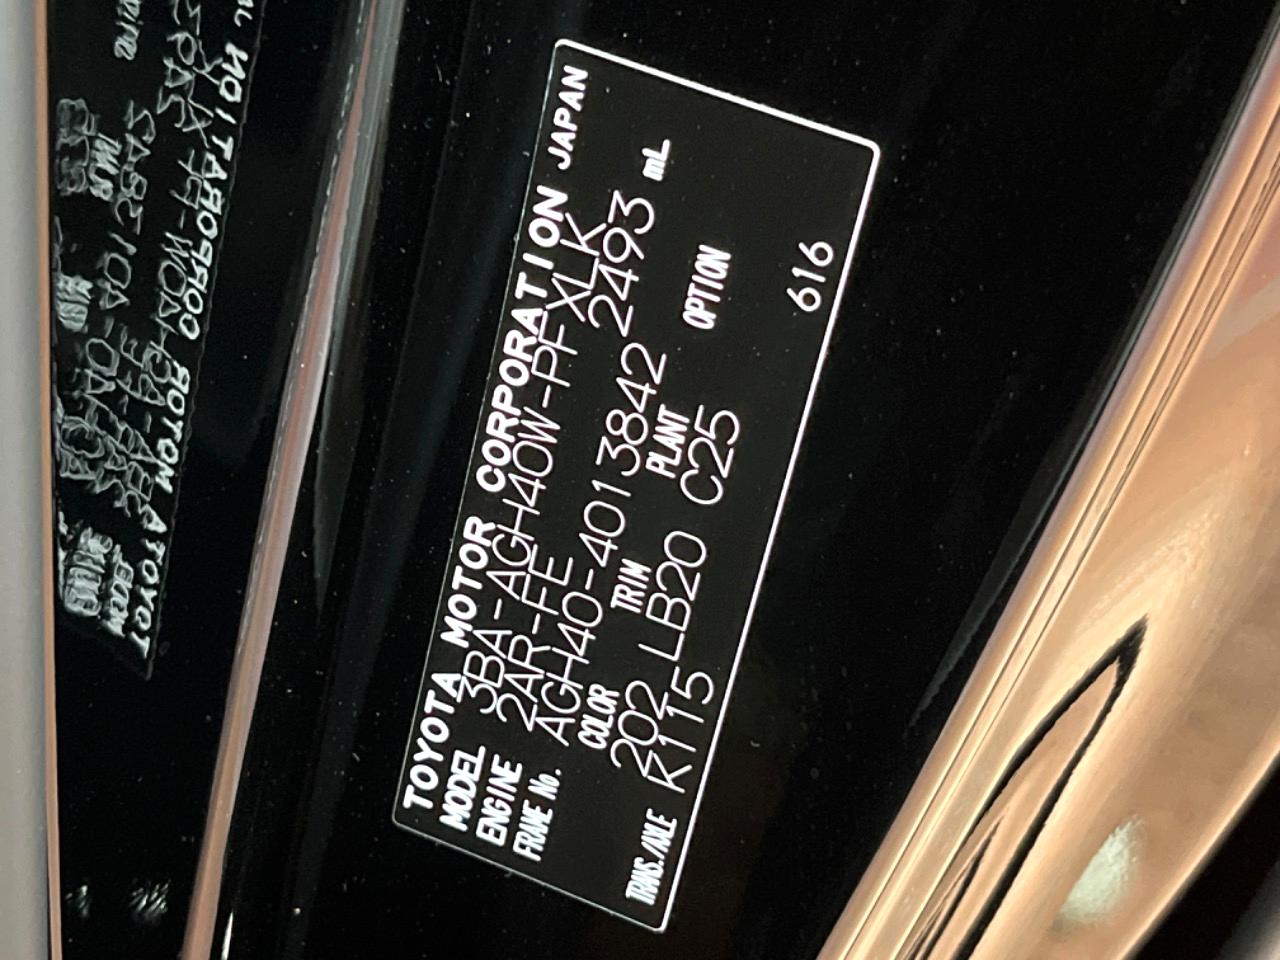 TOYOTA MOTOR CORPORATION JAPAN
MODEL 3BA-AGH40W-PFXLK
ENGINE 2AR-FE 2493 mL
FRAME No. AGH40-4013842
COLOR TRIM PLANT OPTION
202 LB20 C25
TRANS./AXLE K115 616